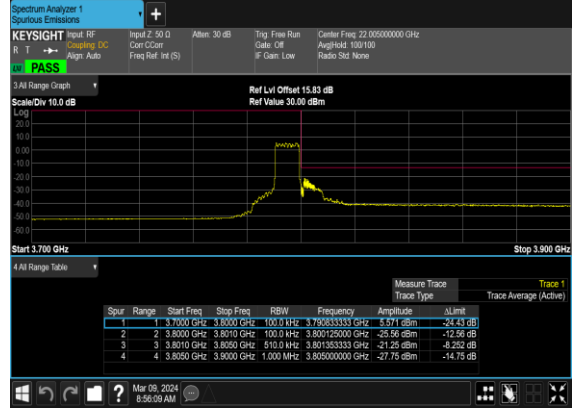 Spectrum Analyzer 1
Spurious Emissions
+
KEYSIGHT Input: RF Input Z: 50 Ω Atten: 30 dB Trig: Free Run Center Freq: 22.005000000 GHz
R T Coupling: DC Corr CCorr Gate: Off Avg|Hold: 100/100
Align: Auto Freq Ref: Int (S) IF Gain: Low Radio Std: None
LW PASS
3 All Range Graph
Ref Lvl Offset 15.83 dB
Scale/Div 10.0 dB Ref Value 30.00 dBm
Log
20.0
10.0
0.00
-10.0
-20.0
-30.0
-40.0
-50.0
-60.0
Start 3.700 GHz Stop 3.900 GHz
4 All Range Table
Measure Trace Trace 1
Trace Type Trace Average (Active)
Spur Range Start Freq Stop Freq RBW Frequency Amplitude ΔLimit
1 1 3.7000 GHz 3.8000 GHz 100.0 kHz 3.790833333 GHz 5.571 dBm -24.43 dB
2 2 3.8000 GHz 3.8010 GHz 100.0 kHz 3.800125000 GHz -25.56 dBm -12.56 dB
3 3 3.8010 GHz 3.8050 GHz 510.0 kHz 3.801353333 GHz -21.25 dBm -8.252 dB
4 4 3.8050 GHz 3.9000 GHz 1.000 MHz 3.805000000 GHz -27.75 dBm -14.75 dB
? Mar 09, 2024
8:56:09 AM